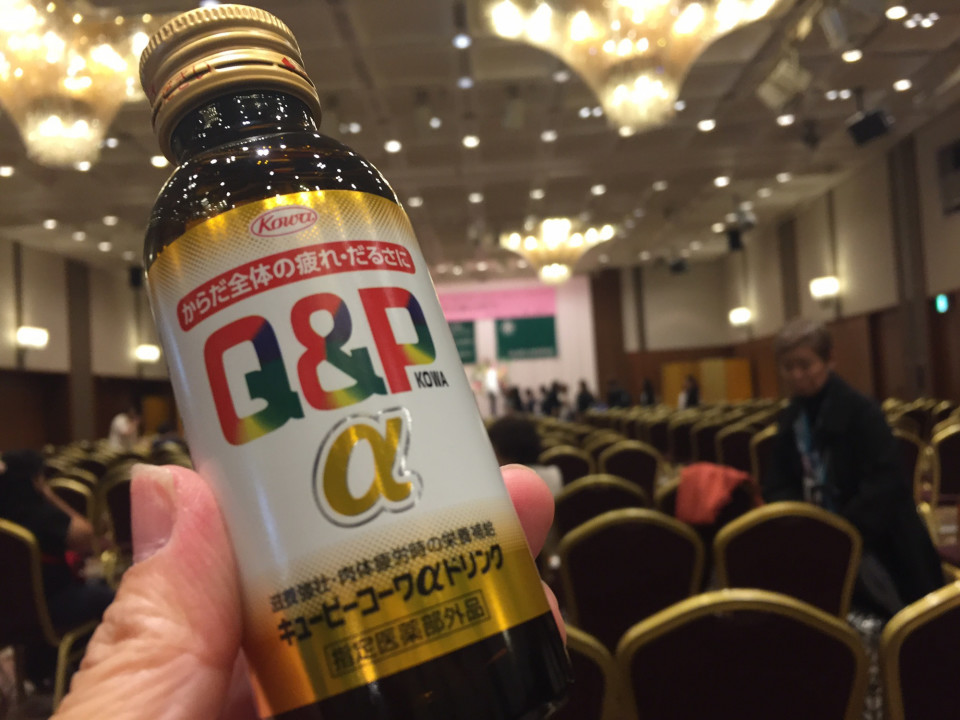 Kowa
からだ全体の疲れ・だるさに
Q&P
KOWA
α
滋養強壮・肉体疲労時の栄養補給
キューピーコーワαドリンク
指定医薬部外品